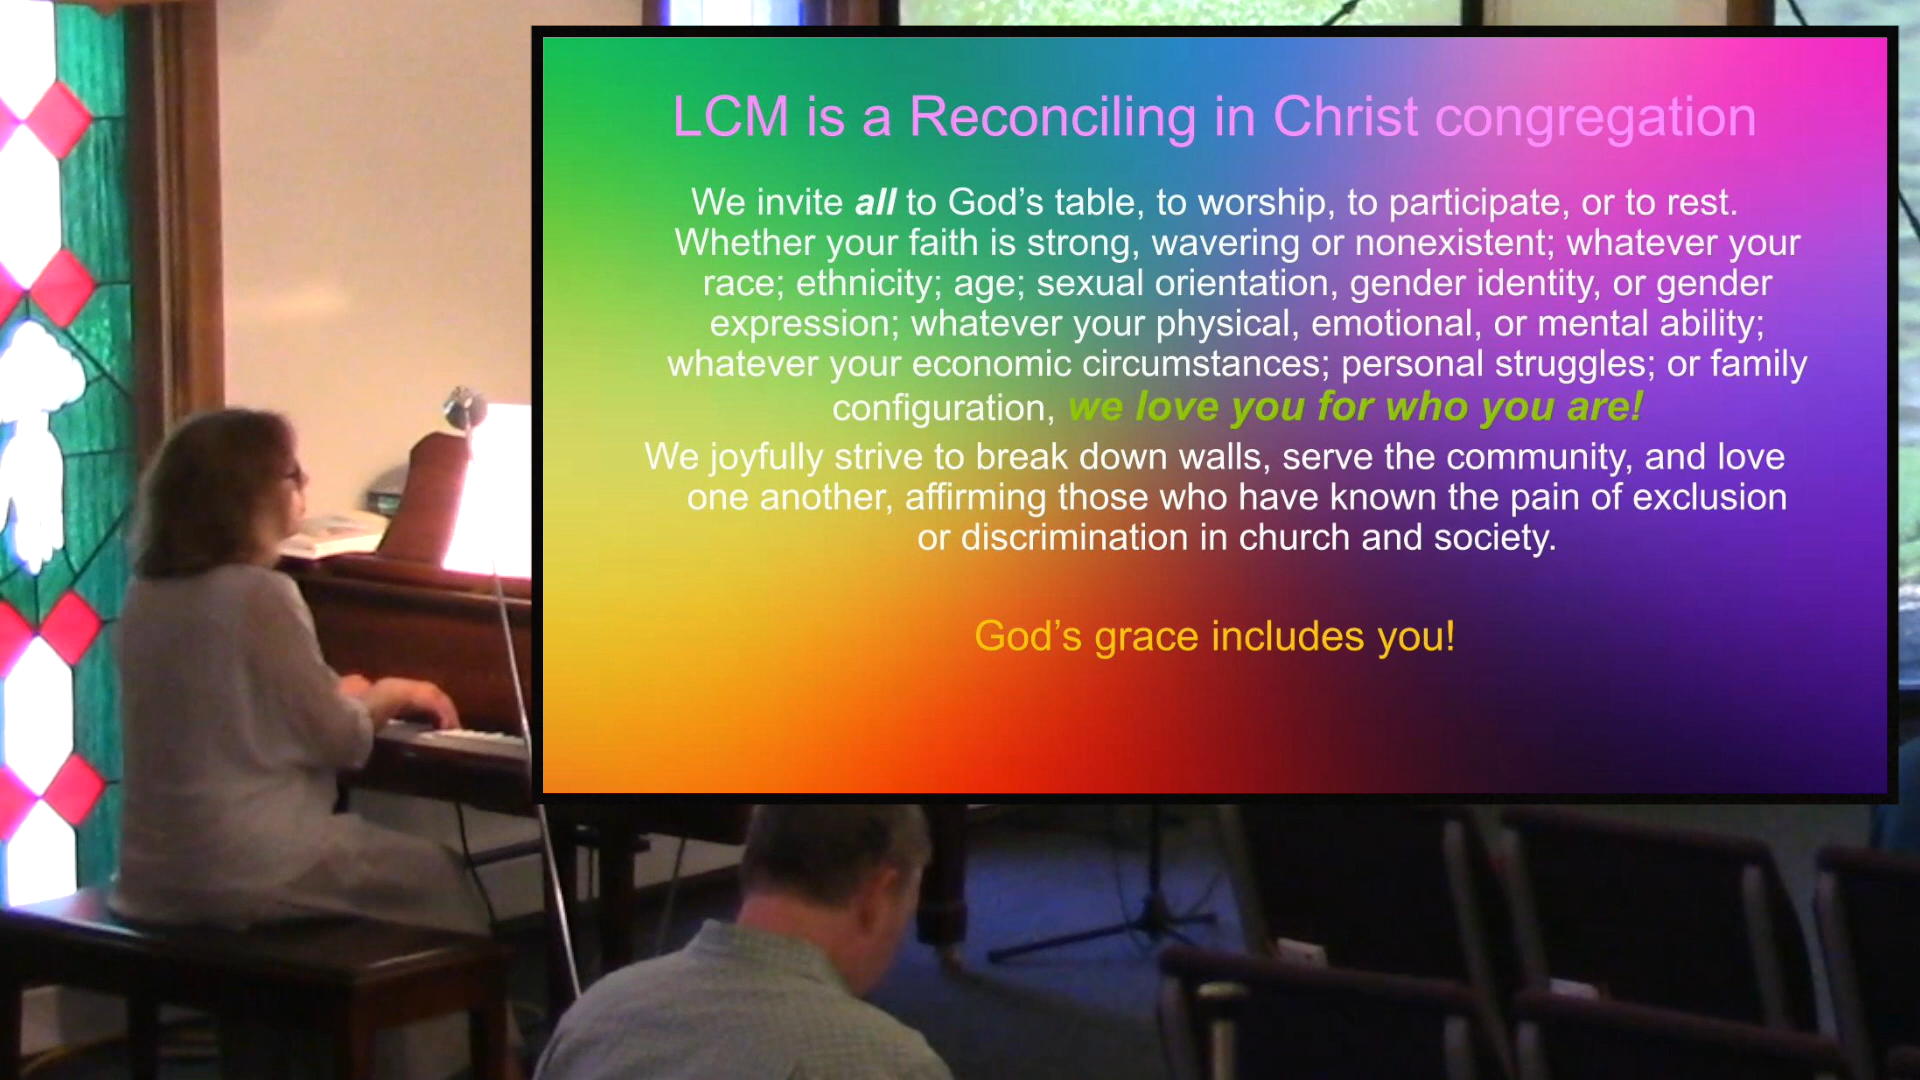 LCM is a Reconciling in Christ congregation
We invite all to God’s table, to worship, to participate, or to rest.
Whether your faith is strong, wavering or nonexistent; whatever your
race; ethnicity; age; sexual orientation, gender identity, or gender
expression; whatever your physical, emotional, or mental ability;
whatever your economic circumstances; personal struggles; or family
configuration, we love you for who you are!
We joyfully strive to break down walls, serve the community, and love
one another, affirming those who have known the pain of exclusion
or discrimination in church and society.
God’s grace includes you!